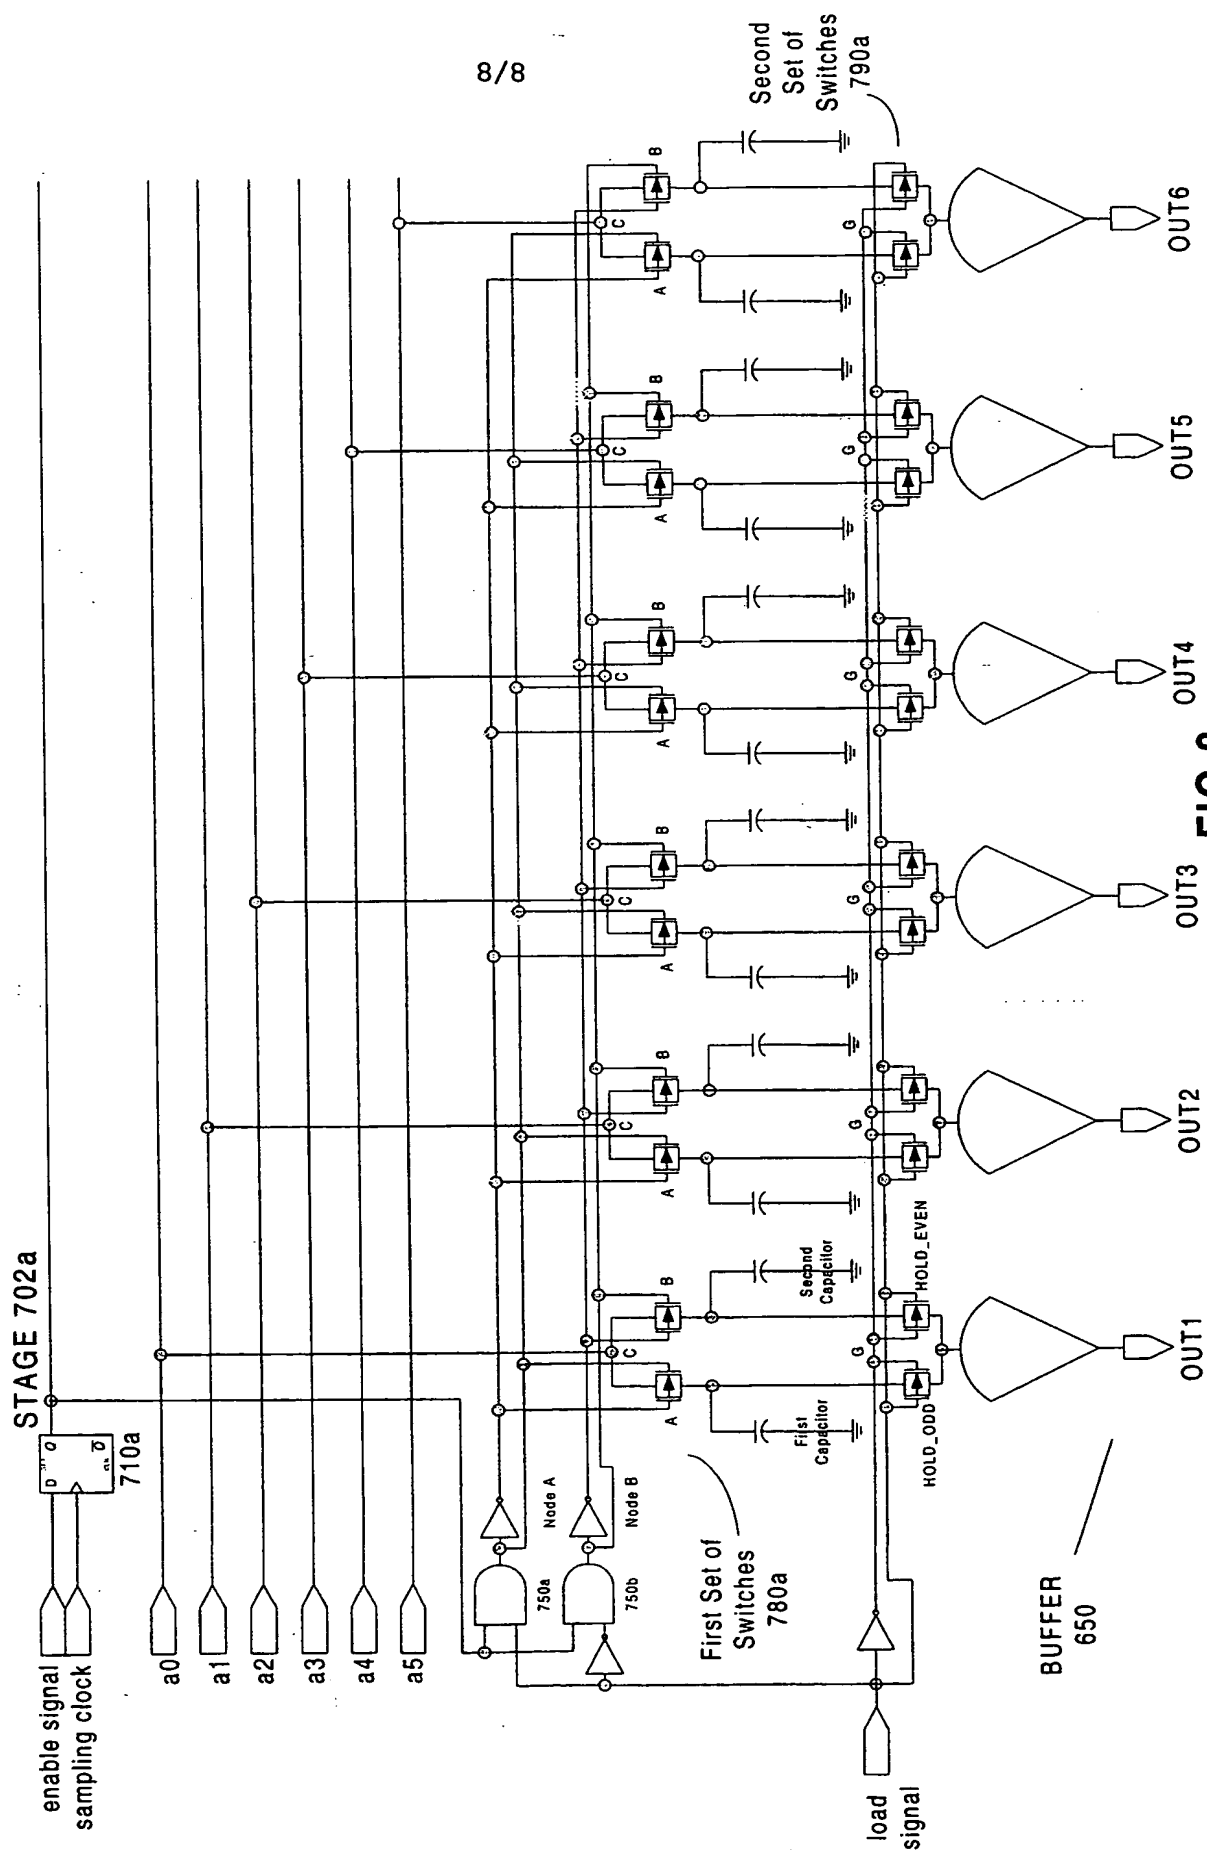 8/8
STAGE 702a
enable signal
sampling clock
D
Q
Q
710a
a0
a1
a2
a3
a4
a5
750a
Node A
750b
Node B
First Set of
Switches
780a
Second
Set of
Switches
790a
A
C
B
A
C
B
A
C
B
A
C
B
A
C
B
A
C
B
First
Capacitor
Second
Capacitor
load
signal
HOLD_ODD
HOLD_EVEN
G
G
G
G
G
G
BUFFER
650
OUT1
OUT2
OUT3
OUT4
OUT5
OUT6